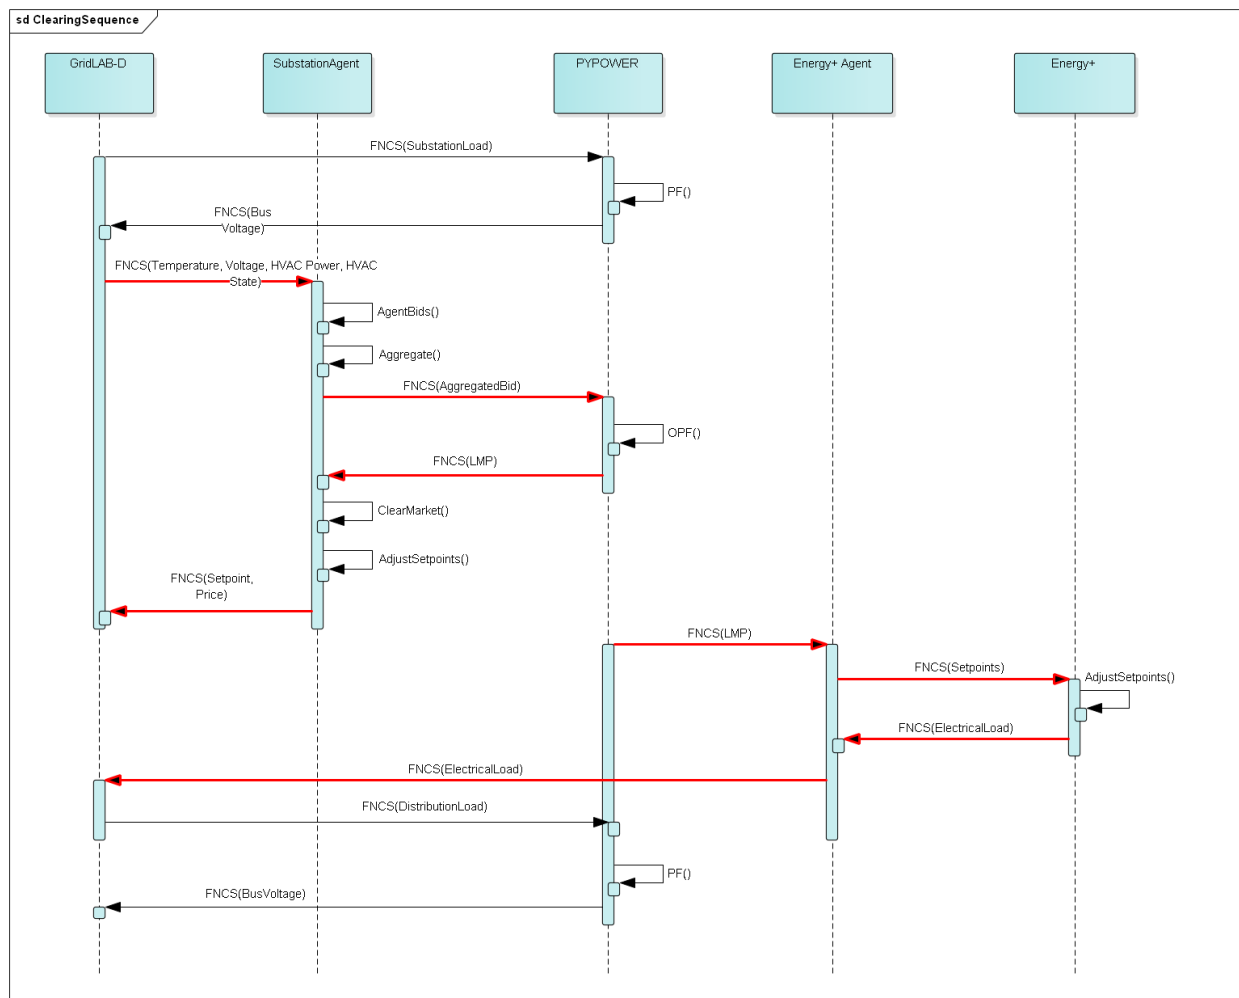 sd ClearingSequence
GridLAB-D
SubstationAgent
PYPOWER
Energy+ Agent
Energy+
FNCS(SubstationLoad)
PF()
FNCS(Bus
Voltage)
FNCS(Temperature, Voltage, HVAC Power, HVAC
State)
AgentBids()
Aggregate()
FNCS(AggregatedBid)
OPF()
FNCS(LMP)
ClearMarket()
AdjustSetpoints()
FNCS(Setpoint,
Price)
FNCS(LMP)
FNCS(Setpoints)
AdjustSetpoints()
FNCS(ElectricalLoad)
FNCS(ElectricalLoad)
FNCS(DistributionLoad)
PF()
FNCS(BusVoltage)